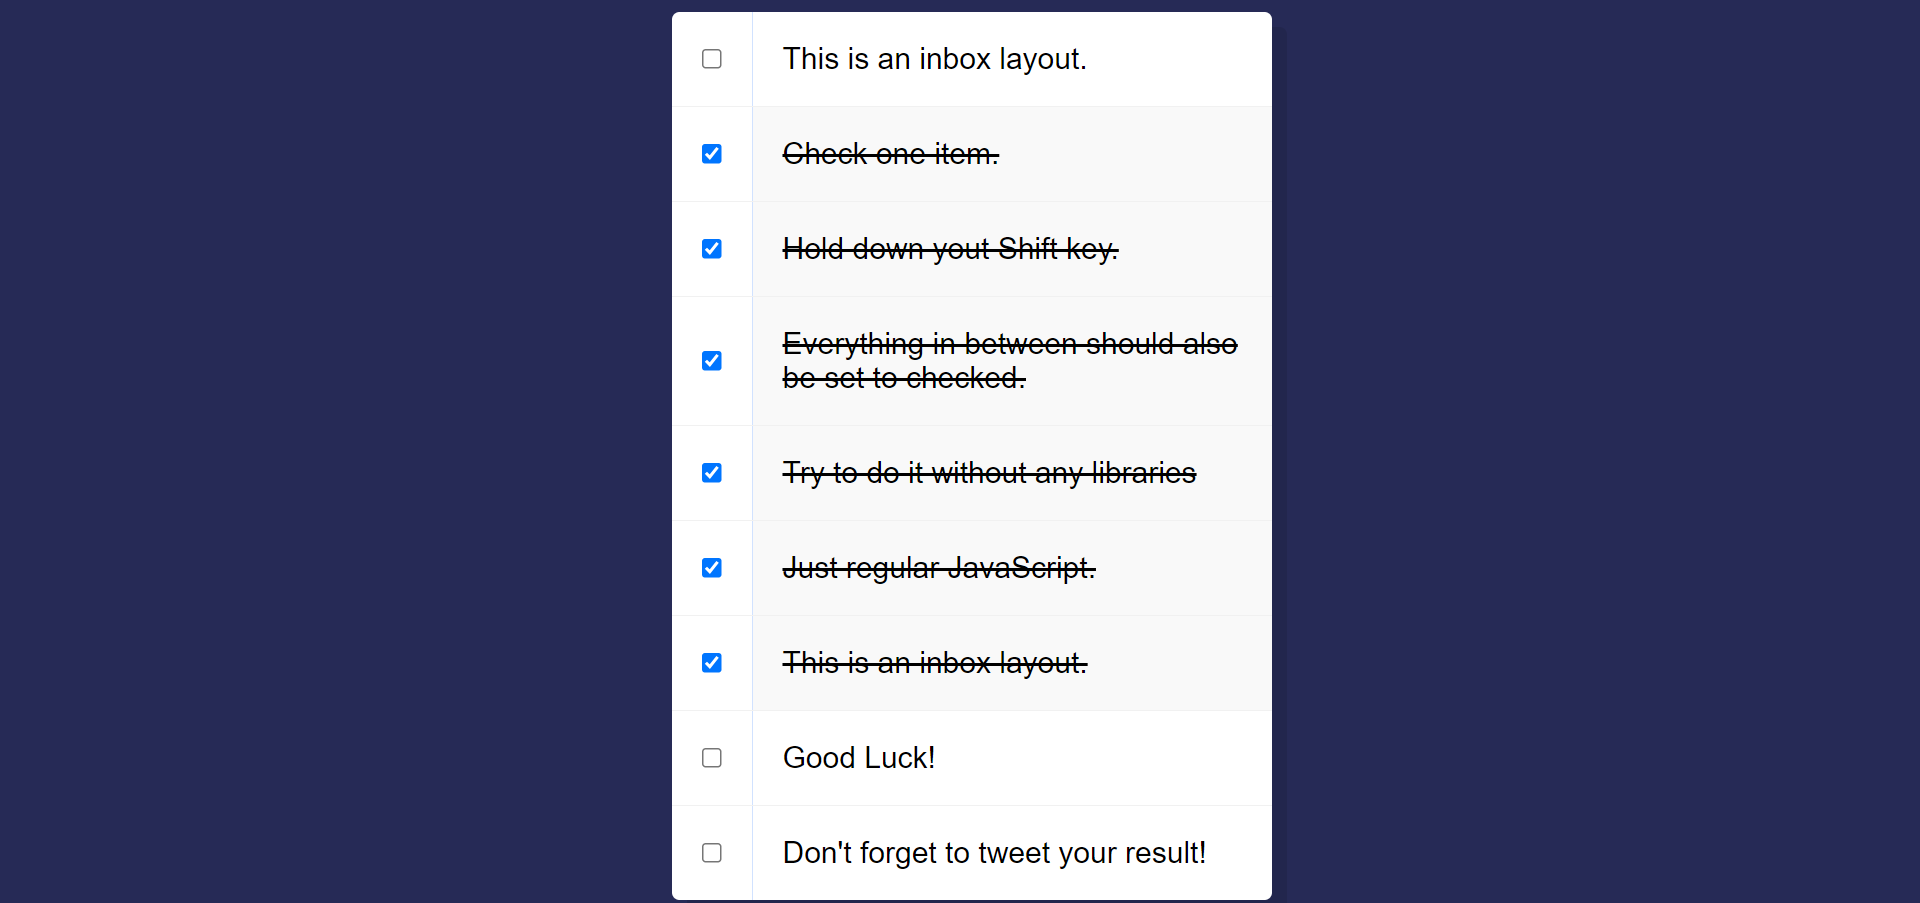 This is an inbox layout.
Check one item.
Hold down yout Shift key.
Everything in between should also
be set to checked.
Try to do it without any libraries
Just regular JavaScript.
This is an inbox layout.
Good Luck!
Don't forget to tweet your result!